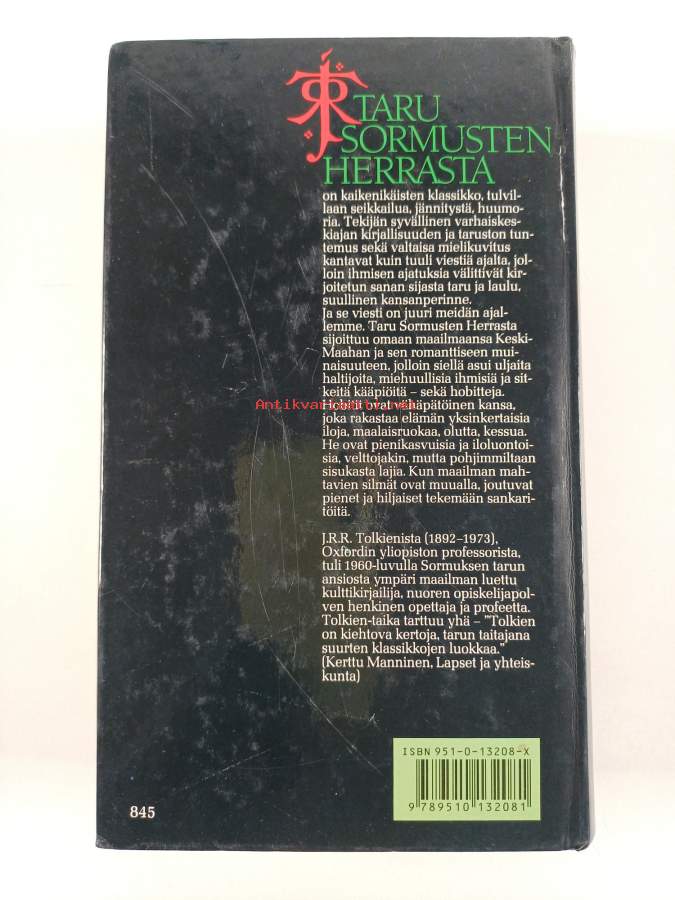 TARU
SORMUSTEN
HERRASTA
on kaikenikäisten klassikko, tulvil-
laan seikkailua, jännitystä, huumo-
ria. Tekijän syvällinen varhaiskes-
kiajan kirjallisuuden ja taruston tun-
temus sekä valtaisa mielikuvitus
kantavat kuin tuuli viestiä ajalta, jol-
loin ihmisen ajatuksia välittivät kir-
joitetun sanan sijasta taru ja laulu,
suullinen kansanperinne.
Ja se viesti on juuri meidän ajal-
lemme. Taru Sormusten Herrasta
sijoittuu omaan maailmaansa Keski-
Maahan ja sen romanttiseen mui-
naisuuteen, jolloin siellä asui uljaita
haltijoita, miehuullisia ihmisiä ja sit-
keitä kääpiöitä – sekä hobitteja.
Hobitit ovat vähäpätöinen kansa,
joka rakastaa elämän yksinkertaisia
iloja, maalaisruokaa, olutta, kessua.
He ovat pienikasvuisia ja iloluontoi-
sia, velttojakin, mutta pohjimmiltaan
sisukasta lajia. Kun maailman mah-
tavien silmät ovat muualla, joutuvat
pienet ja hiljaiset tekemään sankari-
töitä.
J.R.R. Tolkienista (1892–1973),
Oxfordin yliopiston professorista,
tuli 1960-luvulla Sormuksen tarun
ansiosta ympäri maailman luettu
kulttikirjailija, nuoren opiskelijapol-
ven henkinen opettaja ja profeetta.
Tolkien-taika tarttuu yhä – "Tolkien
on kiehtova kertoja, tarun taitajana
suurten klassikkojen luokkaa."
(Kerttu Manninen, Lapset ja yhteis-
kunta)
ISBN 951-0-13208-X
9 789510 132081
845